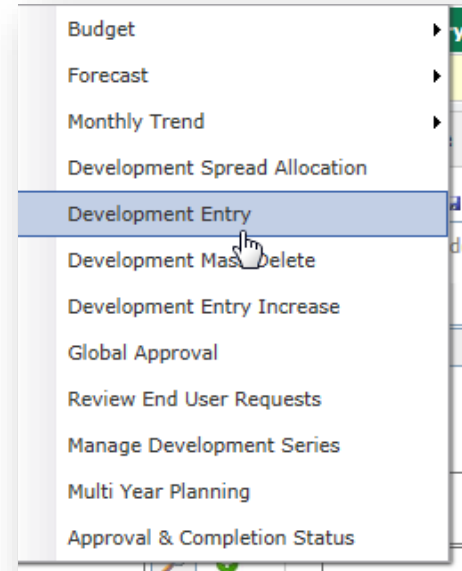 Budget
Forecast
Monthly Trend
Development Spread Allocation
Development Entry
Development Mass Delete
Development Entry Increase
Global Approval
Review End User Requests
Manage Development Series
Multi Year Planning
Approval & Completion Status